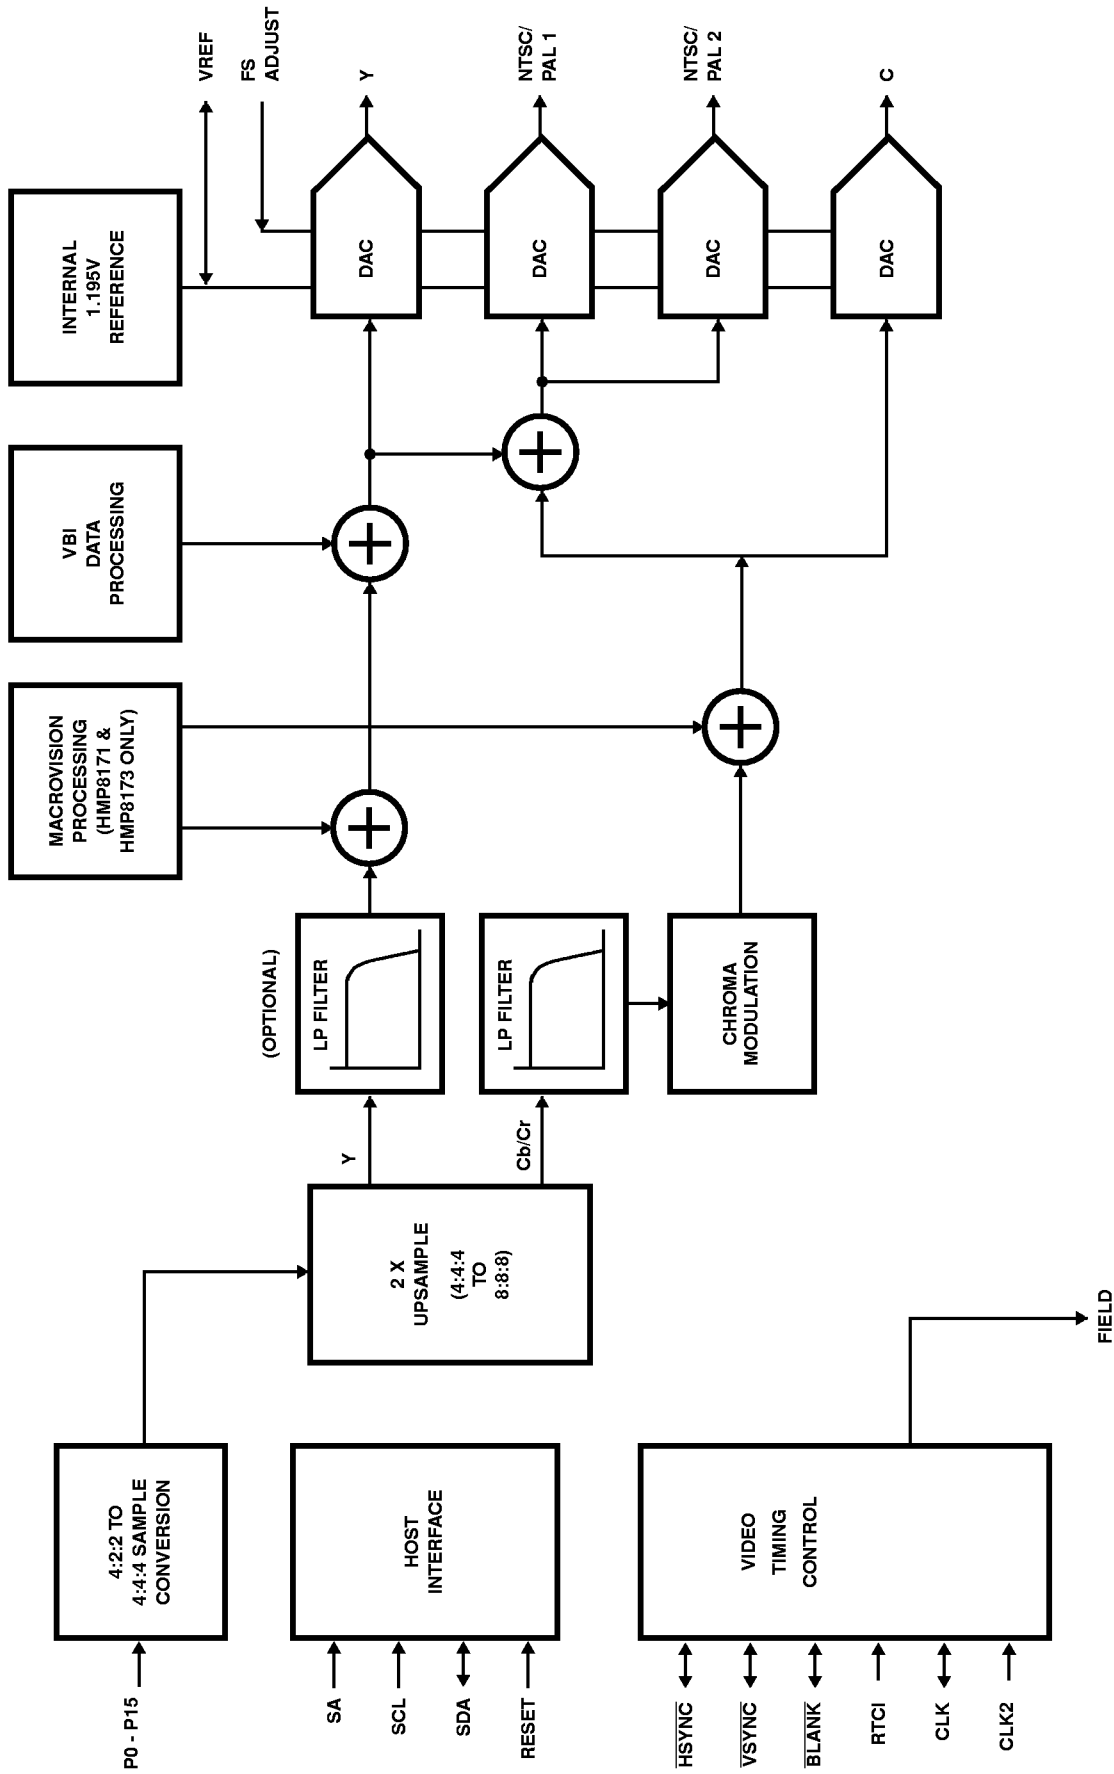 P0 - P15
4:2:2 TO
4:4:4 SAMPLE
CONVERSION
SA
SCL
SDA
RESET
HOST
INTERFACE
HSYNC
VSYNC
BLANK
RTCI
CLK
CLK2
VIDEO
TIMING
CONTROL
FIELD
2 X
UPSAMPLE
(4:4:4
TO
8:8:8)
Y
Cb/Cr
(OPTIONAL)
LP FILTER
LP FILTER
CHROMA
MODULATION
MACROVISION
PROCESSING
(HMP8171 &
HMP8173 ONLY)
VBI
DATA
PROCESSING
INTERNAL
1.195V
REFERENCE
DAC
DAC
DAC
DAC
VREF
FS
ADJUST
Y
NTSC/
PAL 1
NTSC/
PAL 2
C